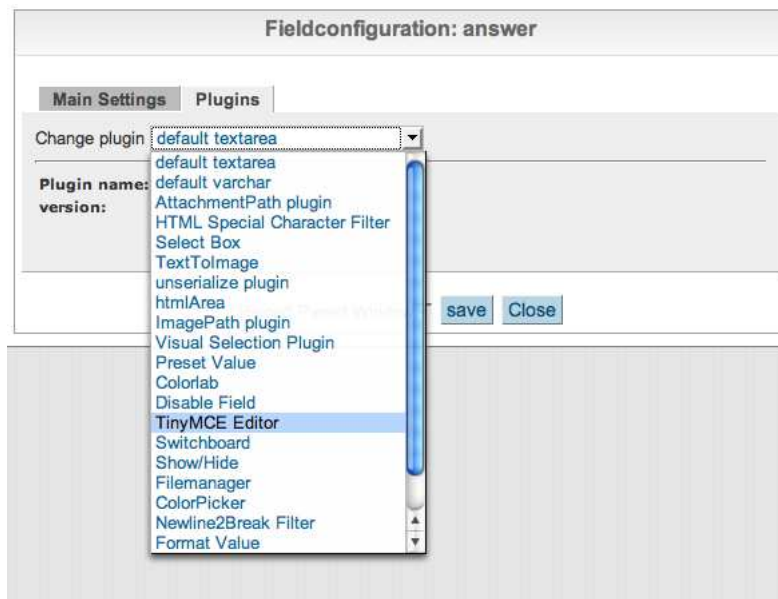 Fieldconfiguration: answer
Main Settings Plugins
Change plugin default textarea
Plugin name:
version:
default textarea
default varchar
AttachmentPath plugin
HTML Special Character Filter
Select Box
TextToImage
unserialize plugin
htmlArea
ImagePath plugin
Visual Selection Plugin
Preset Value
Colorlab
Disable Field
TinyMCE Editor
Switchboard
Show/Hide
Filemanager
ColorPicker
Newline2Break Filter
Format Value
save Close